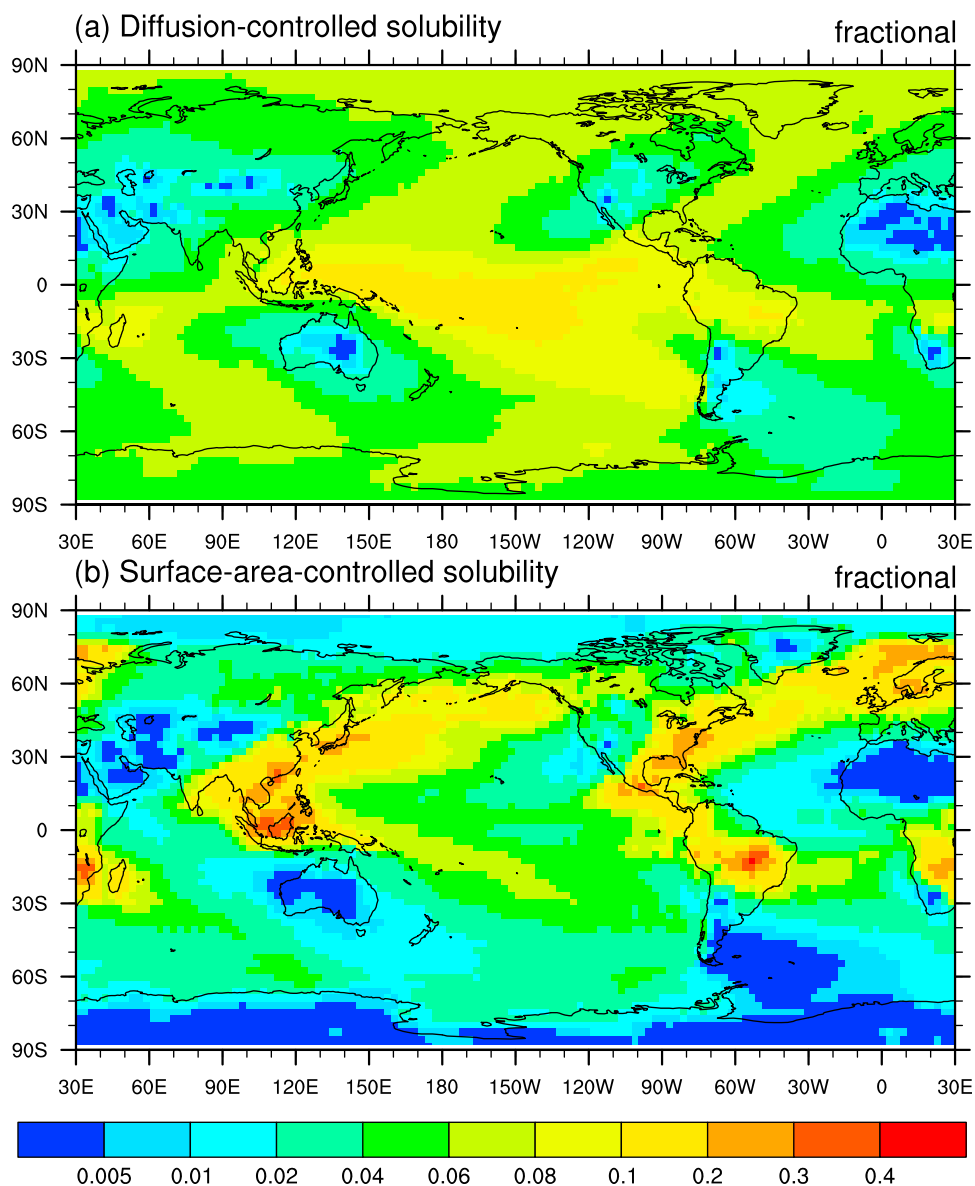 (a) Diffusion-controlled solubility fractional
90N
60N
30N
0
30S
60S
90S
30E 60E 90E 120E 150E 180 150W 120W 90W 60W 30W 0 30E
(b) Surface-area-controlled solubility fractional
90N
60N
30N
0
30S
60S
90S
30E 60E 90E 120E 150E 180 150W 120W 90W 60W 30W 0 30E
0.005 0.01 0.02 0.04 0.06 0.08 0.1 0.2 0.3 0.4